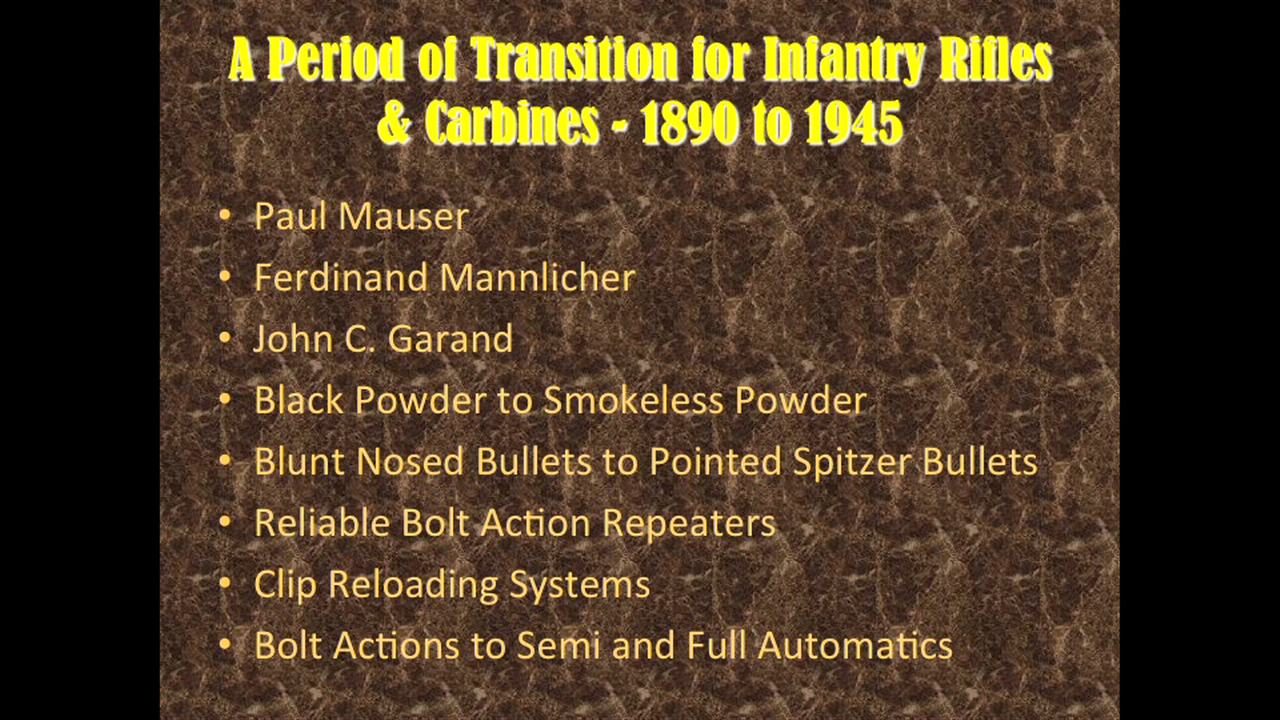 A Period of Transition for Infantry Rifles
& Carbines - 1890 to 1945
• Paul Mauser
• Ferdinand Mannlicher
• John C. Garand
• Black Powder to Smokeless Powder
• Blunt Nosed Bullets to Pointed Spitzer Bullets
• Reliable Bolt Action Repeaters
• Clip Reloading Systems
• Bolt Actions to Semi and Full Automatics